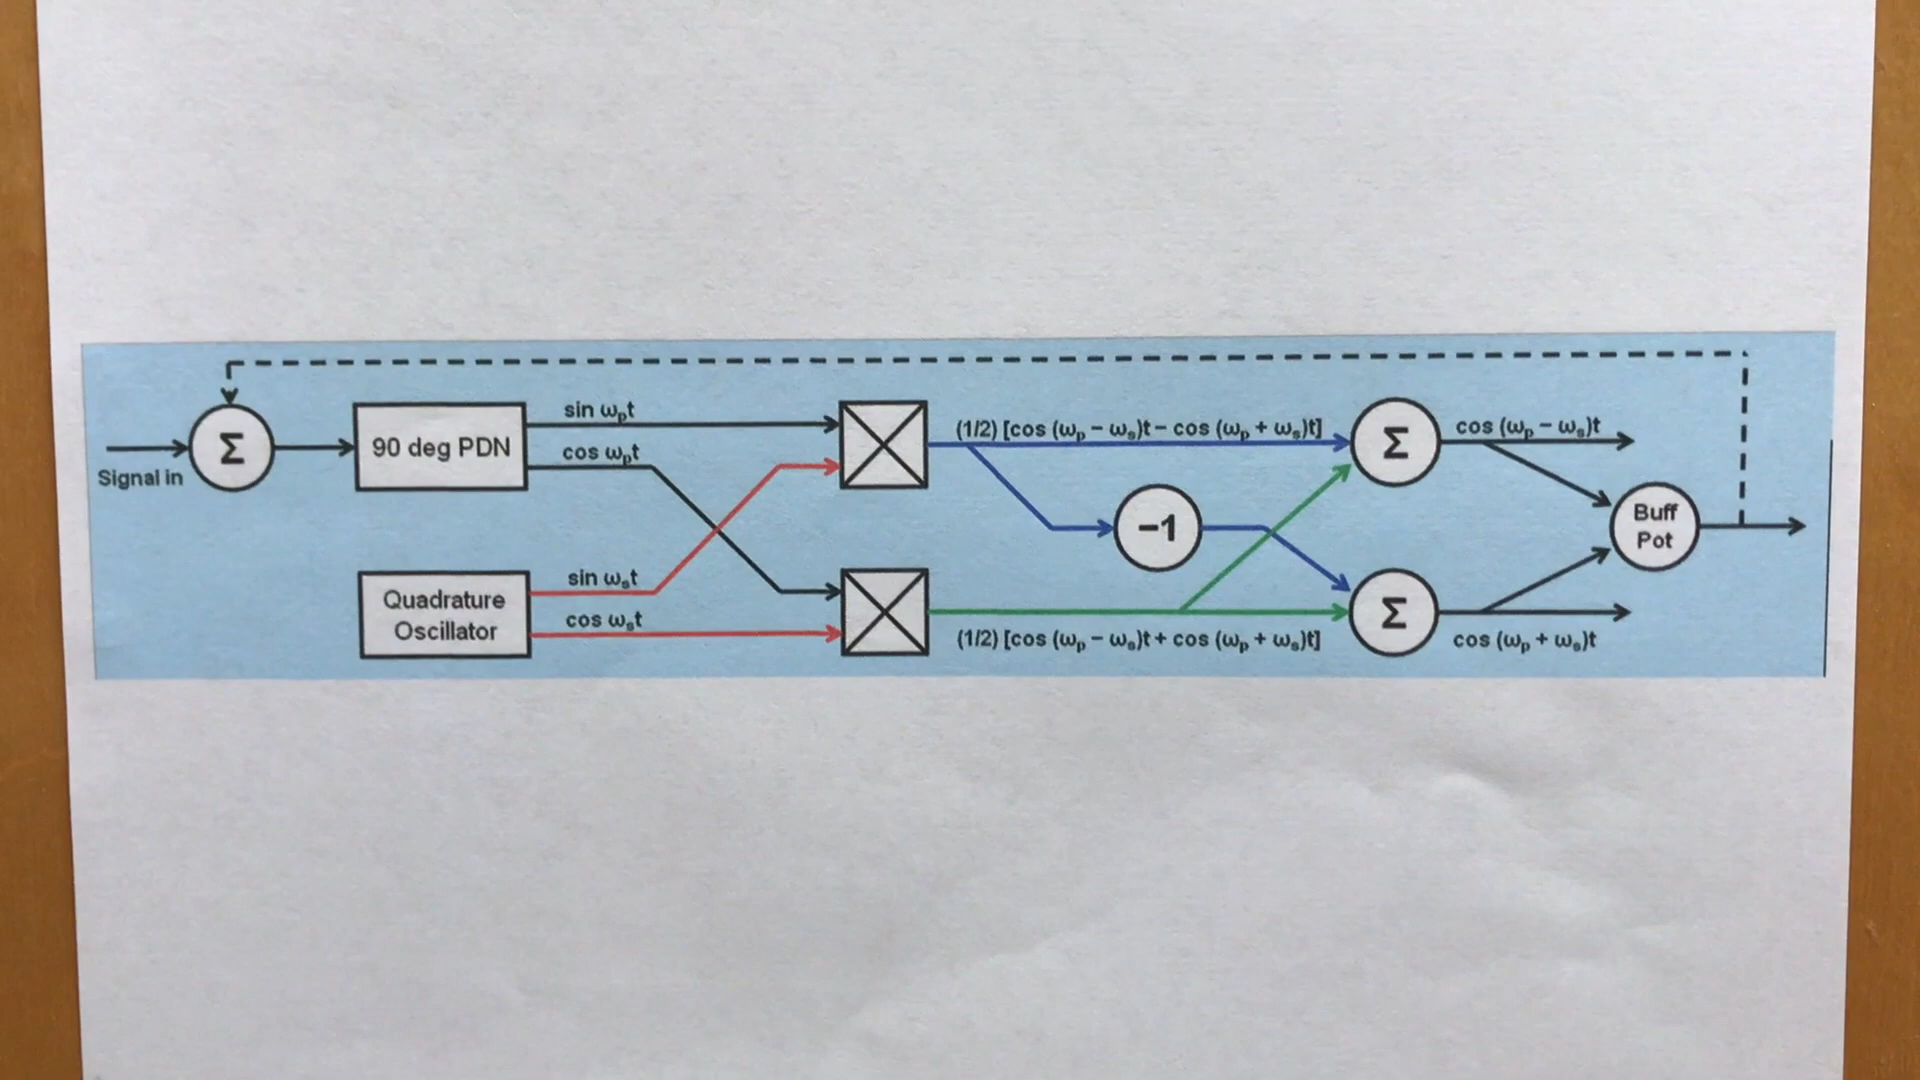 Signal in
Σ
90 deg PDN
sin ωₚt
cos ωₚt
Quadrature
Oscillator
sin ωₛt
cos ωₛt
(1/2) [cos (ωₚ − ωₛ)t − cos (ωₚ + ωₛ)t]
−1
(1/2) [cos (ωₚ − ωₛ)t + cos (ωₚ + ωₛ)t]
Σ
Σ
cos (ωₚ − ωₛ)t
cos (ωₚ + ωₛ)t
Buff
Pot